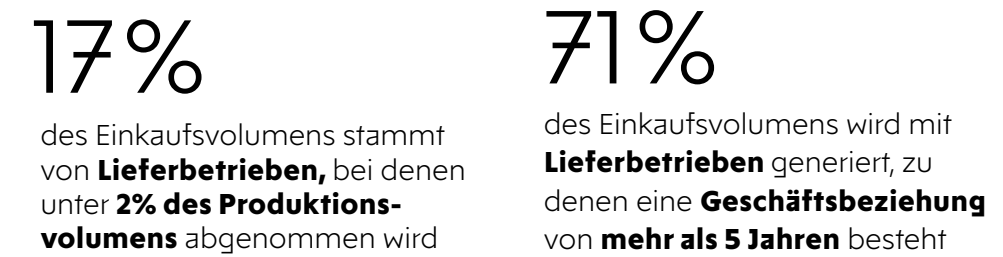 17%
des Einkaufsvolumens stammt
von Lieferbetrieben, bei denen
unter 2% des Produktions-
volumens abgenommen wird
71%
des Einkaufsvolumens wird mit
Lieferbetrieben generiert, zu
denen eine Geschäftsbeziehung
von mehr als 5 Jahren besteht